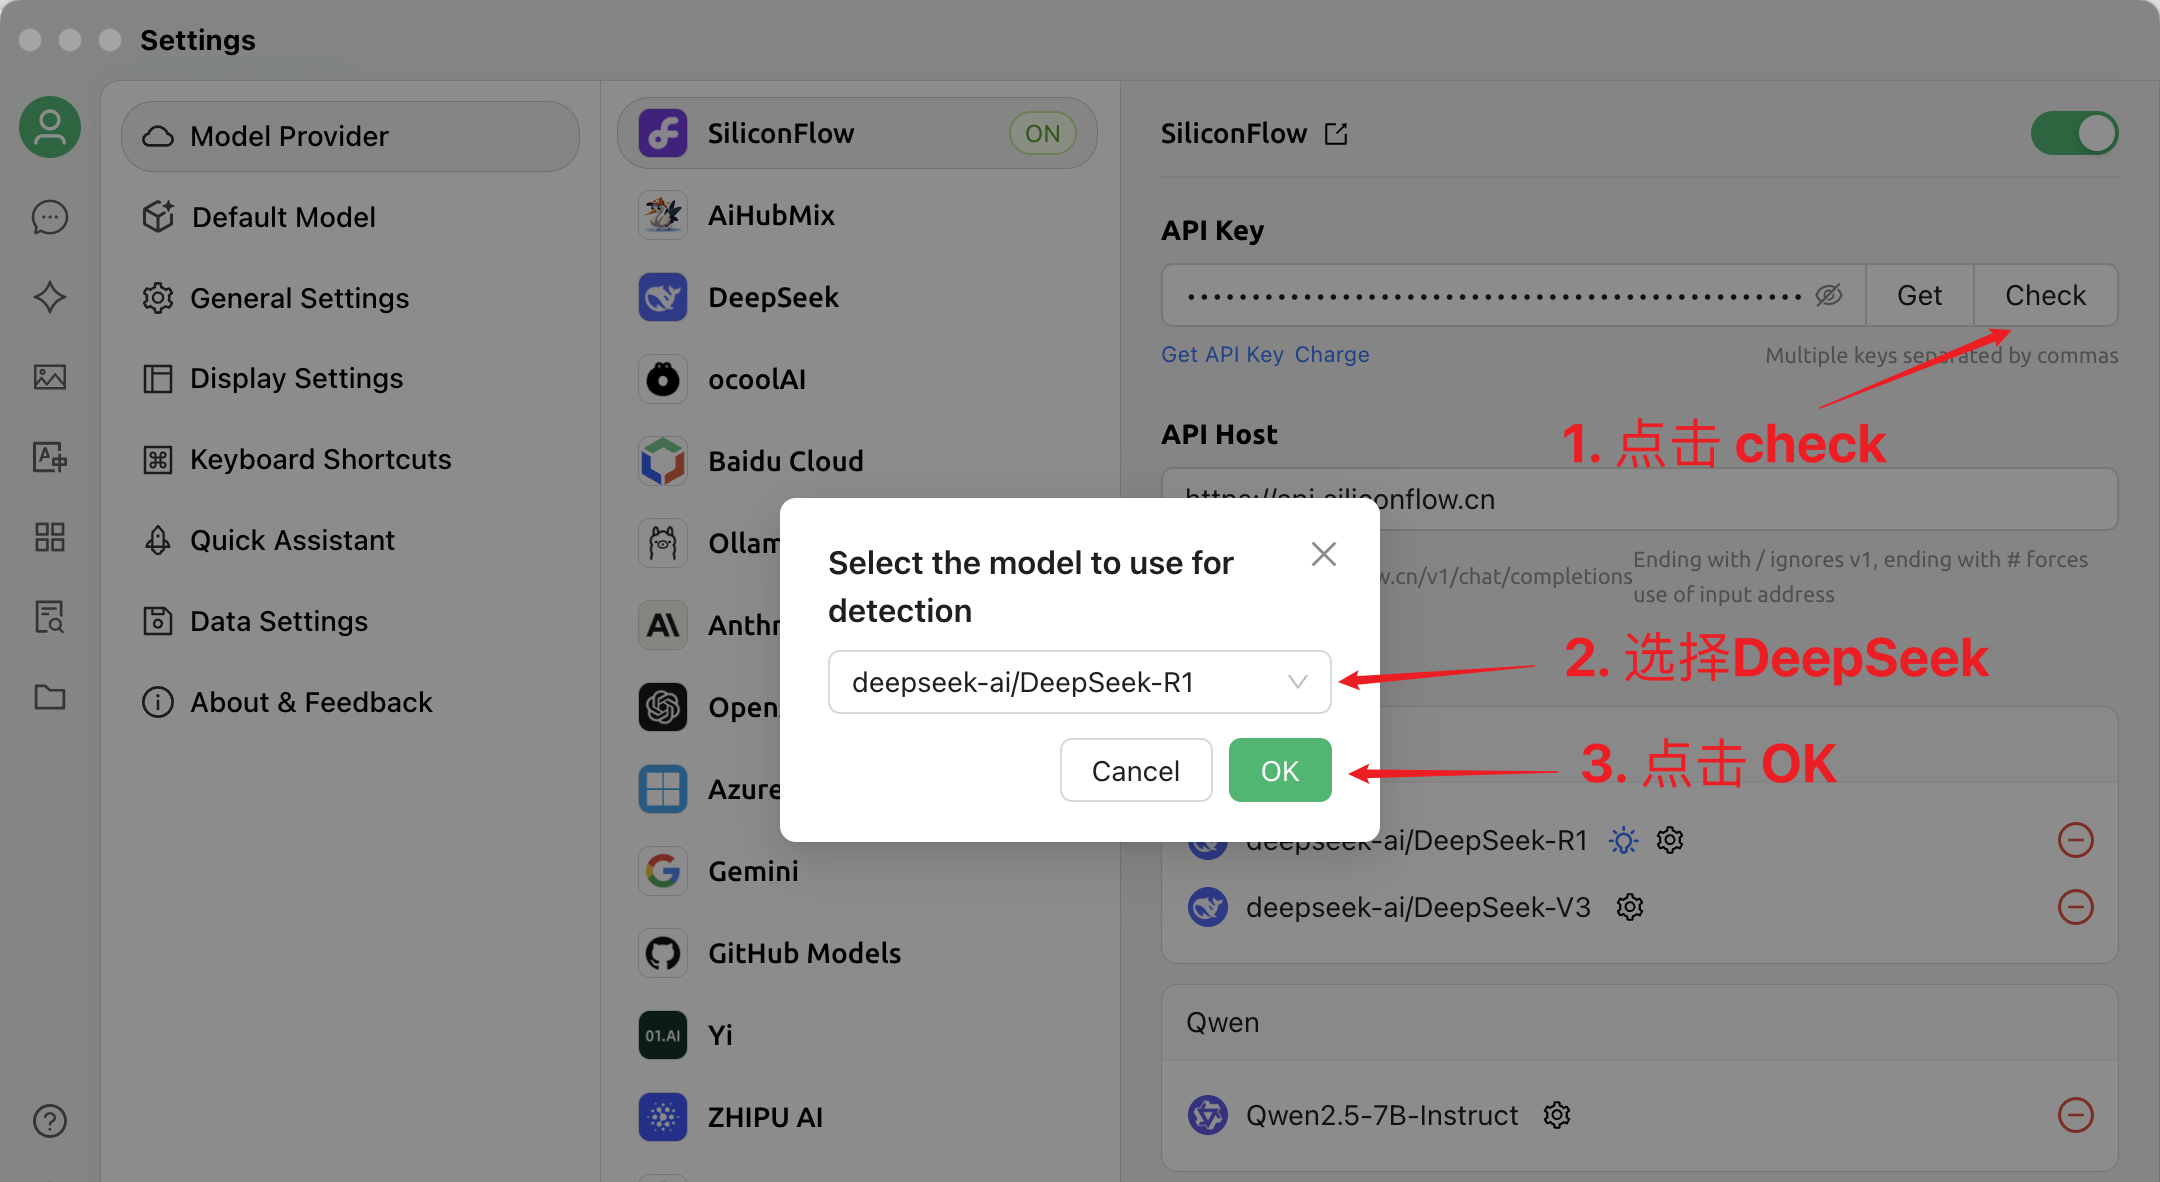 Settings
Model Provider
Default Model
General Settings
Display Settings
Keyboard Shortcuts
Quick Assistant
Data Settings
About & Feedback
SiliconFlow
ON
AiHubMix
DeepSeek
ocoolAI
Baidu Cloud
Ollam
Anthr
Open
Azure
Gemini
GitHub Models
01.AI
Yi
ZHIPU AI
SiliconFlow
API Key
Get
Check
Get API Key Charge
Multiple keys separated by commas
1. 点击 check
API Host
https://api.siliconflow.cn
w.cn/v1/chat/completions
Ending with / ignores v1, ending with # forces
use of input address
Select the model to use for
detection
deepseek-ai/DeepSeek-R1
2. 选择DeepSeek
Cancel
OK
3. 点击 OK
deepseek-ai/DeepSeek-R1
deepseek-ai/DeepSeek-V3
Qwen
Qwen2.5-7B-Instruct